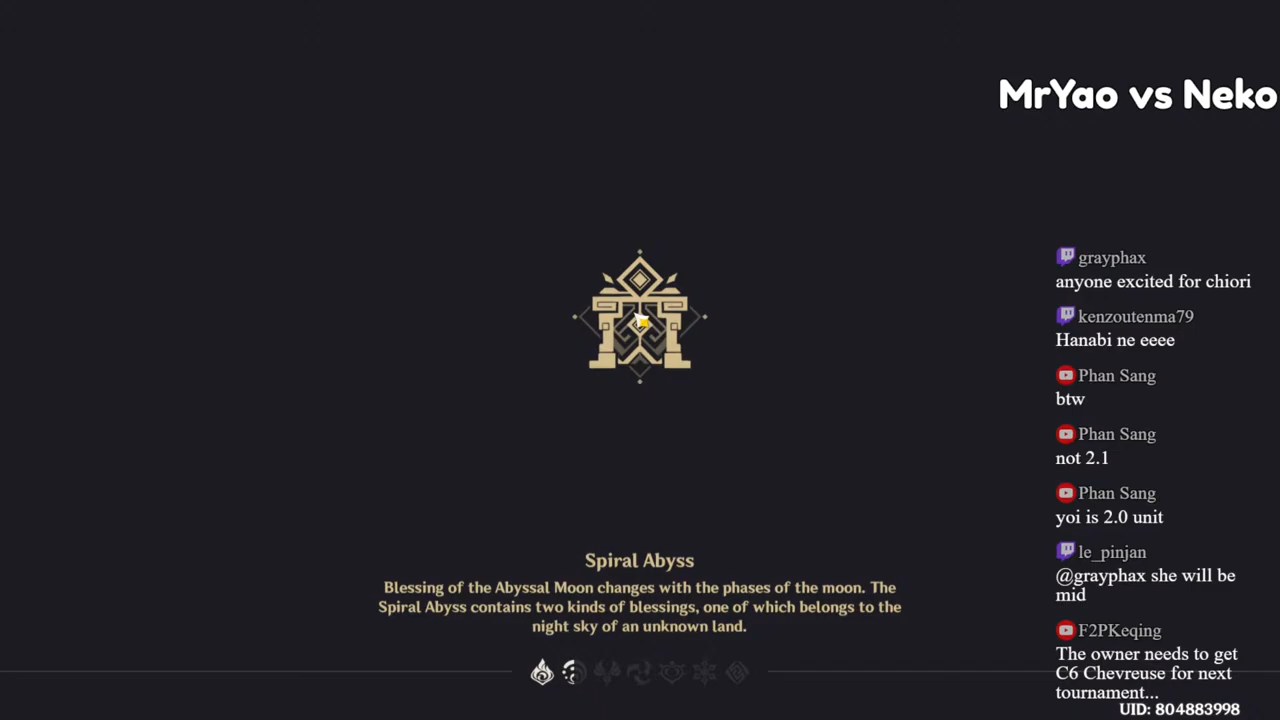 MrYao vs Neko
grayphax
anyone excited for chiori
kenzoutenma79
Hanabi ne eeee
Phan Sang
btw
Phan Sang
not 2.1
Phan Sang
yoi is 2.0 unit
le_pinjan
@grayphax she will be
mid
F2PKeqing
The owner needs to get
C6 Chevreuse for next
tournament...
Spiral Abyss
Blessing of the Abyssal Moon changes with the phases of the moon. The
Spiral Abyss contains two kinds of blessings, one of which belongs to the
night sky of an unknown land.
UID: 804883998